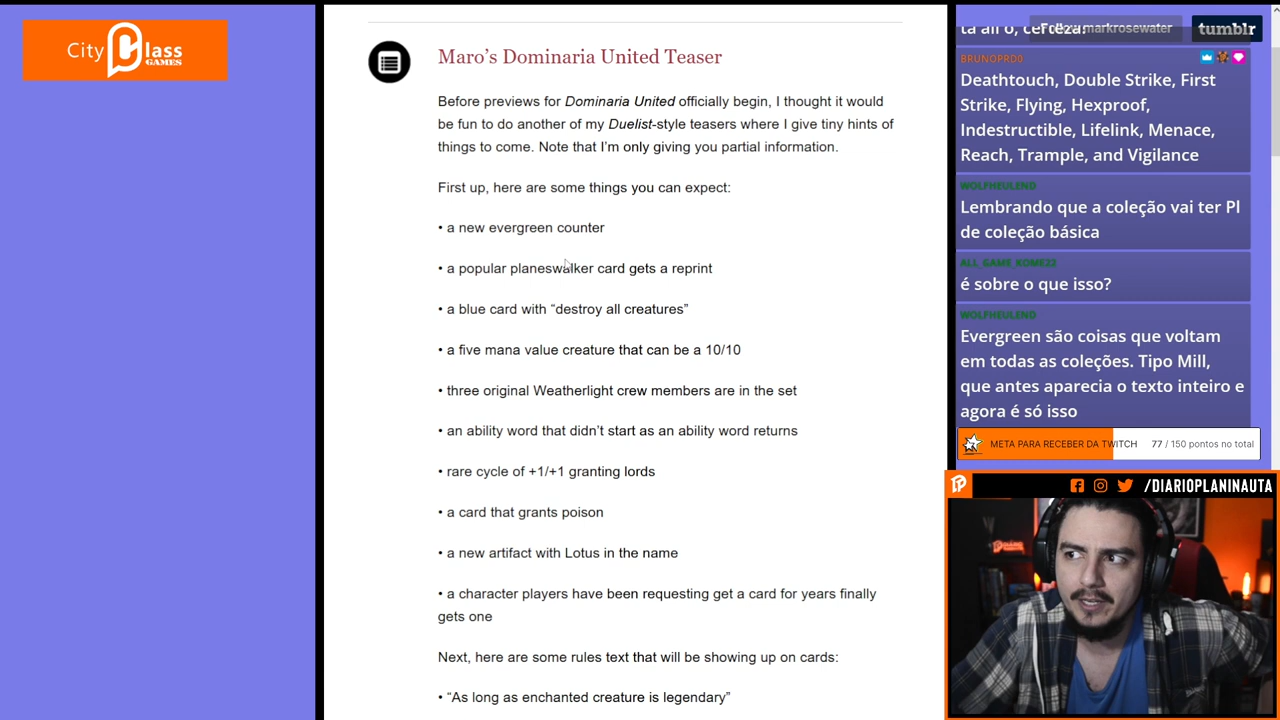 City Class
GAMES
Maro's Dominaria United Teaser
Before previews for Dominaria United officially begin, I thought it would
be fun to do another of my Duelist-style teasers where I give tiny hints of
things to come. Note that I'm only giving you partial information.
First up, here are some things you can expect:
• a new evergreen counter
• a popular planeswalker card gets a reprint
• a blue card with “destroy all creatures”
• a five mana value creature that can be a 10/10
• three original Weatherlight crew members are in the set
• an ability word that didn't start as an ability word returns
• rare cycle of +1/+1 granting lords
• a card that grants poison
• a new artifact with Lotus in the name
• a character players have been requesting get a card for years finally
gets one
Next, here are some rules text that will be showing up on cards:
• “As long as enchanted creature is legendary”
Follow markrosewater
tumblr
BRUNOPRD0
Deathtouch, Double Strike, First
Strike, Flying, Hexproof,
Indestructible, Lifelink, Menace,
Reach, Trample, and Vigilance
WOLFHEULEND
Lembrando que a coleção vai ter Pl
de coleção básica
ALL_GAME_KOME22
é sobre o que isso?
WOLFHEULEND
Evergreen são coisas que voltam
em todas as coleções. Tipo Mill,
que antes aparecia o texto inteiro e
agora é só isso
META PARA RECEBER DA TWITCH 77 / 150 pontos no total
/DIARIOPLANINAUTA